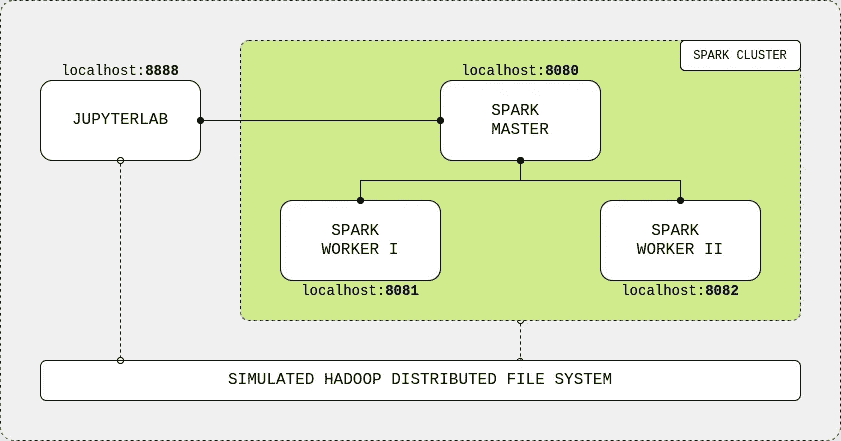 SPARK CLUSTER
localhost:8888
localhost:8080
JUPYTERLAB
SPARK
MASTER
SPARK
WORKER I
SPARK
WORKER II
localhost:8081
localhost:8082
SIMULATED HADOOP DISTRIBUTED FILE SYSTEM